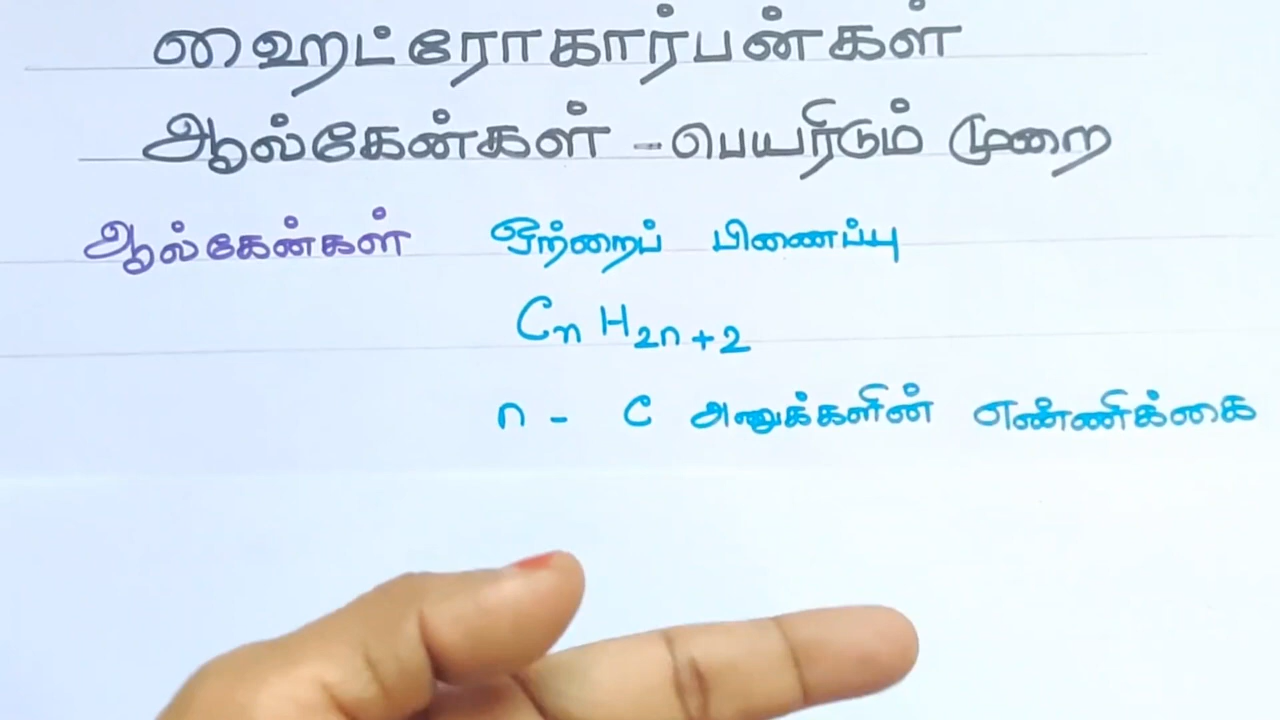 ஹைட்ரோகார்பன்கள்
ஆல்கேன்கள் - பெயரிடும் முறை
ஆல்கேன்கள் ஒற்றைப் பிணைப்பு
CnH2n+2
n - C அணுக்களின் எண்ணிக்கை